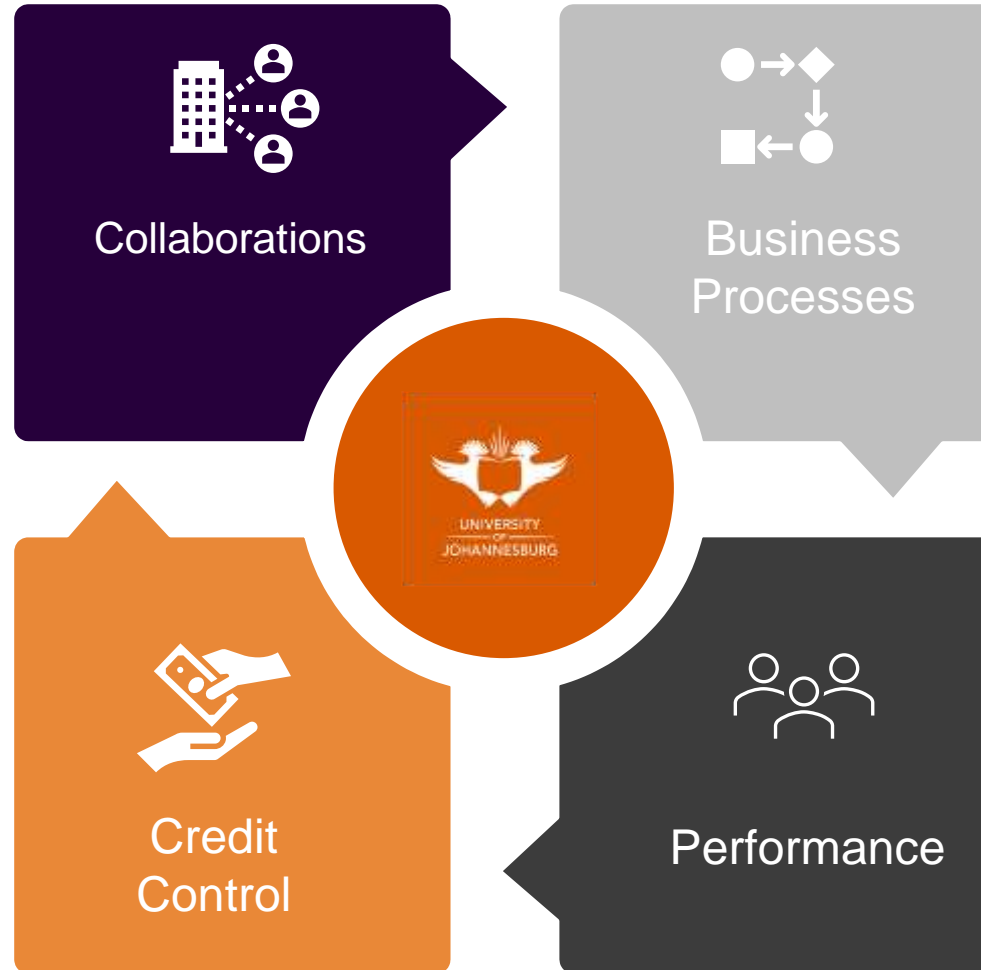 Collaborations
Business
Processes
UNIVERSITY
OF
JOHANNESBURG
Credit
Control
Performance